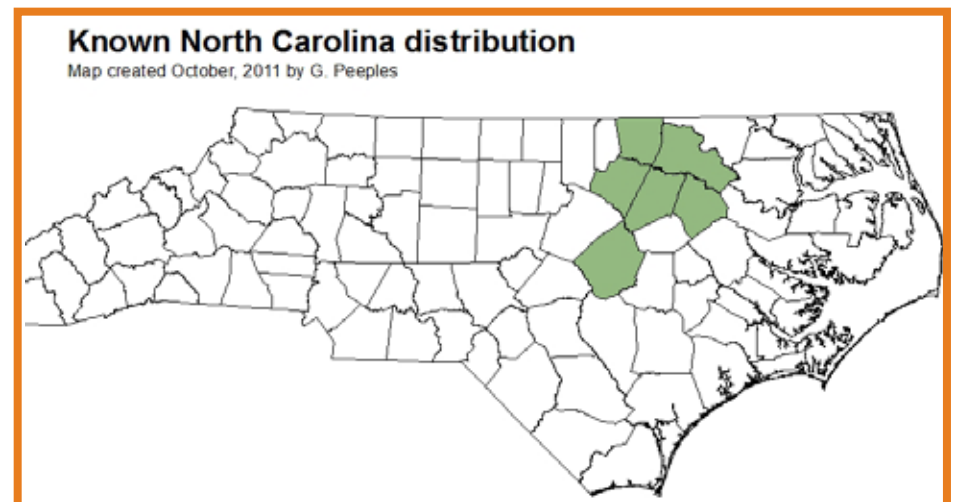 Known North Carolina distribution
Map created October, 2011 by G. Peeples